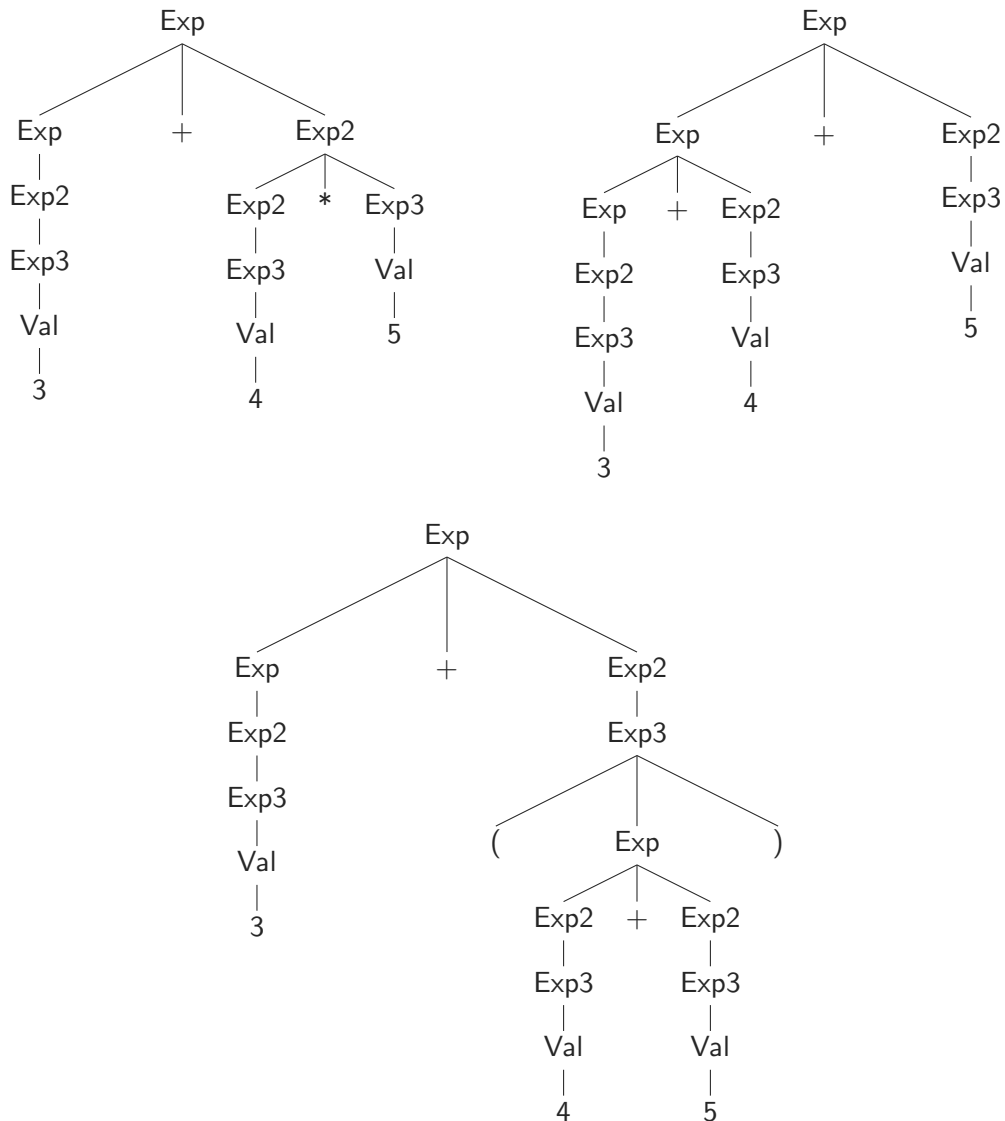 Exp Exp
Exp + Exp2 Exp + Exp2
Exp2 Exp2 * Exp3 Exp + Exp2 Exp3
Exp3 Exp3 Val Exp2 Exp3 Val
Val Val 5 Exp3 Val 5
3 4 Val 4
3
Exp
Exp + Exp2
Exp2 Exp3
Exp3
Val ( Exp )
3 Exp2 + Exp2
Exp3 Exp3
Val Val
4 5